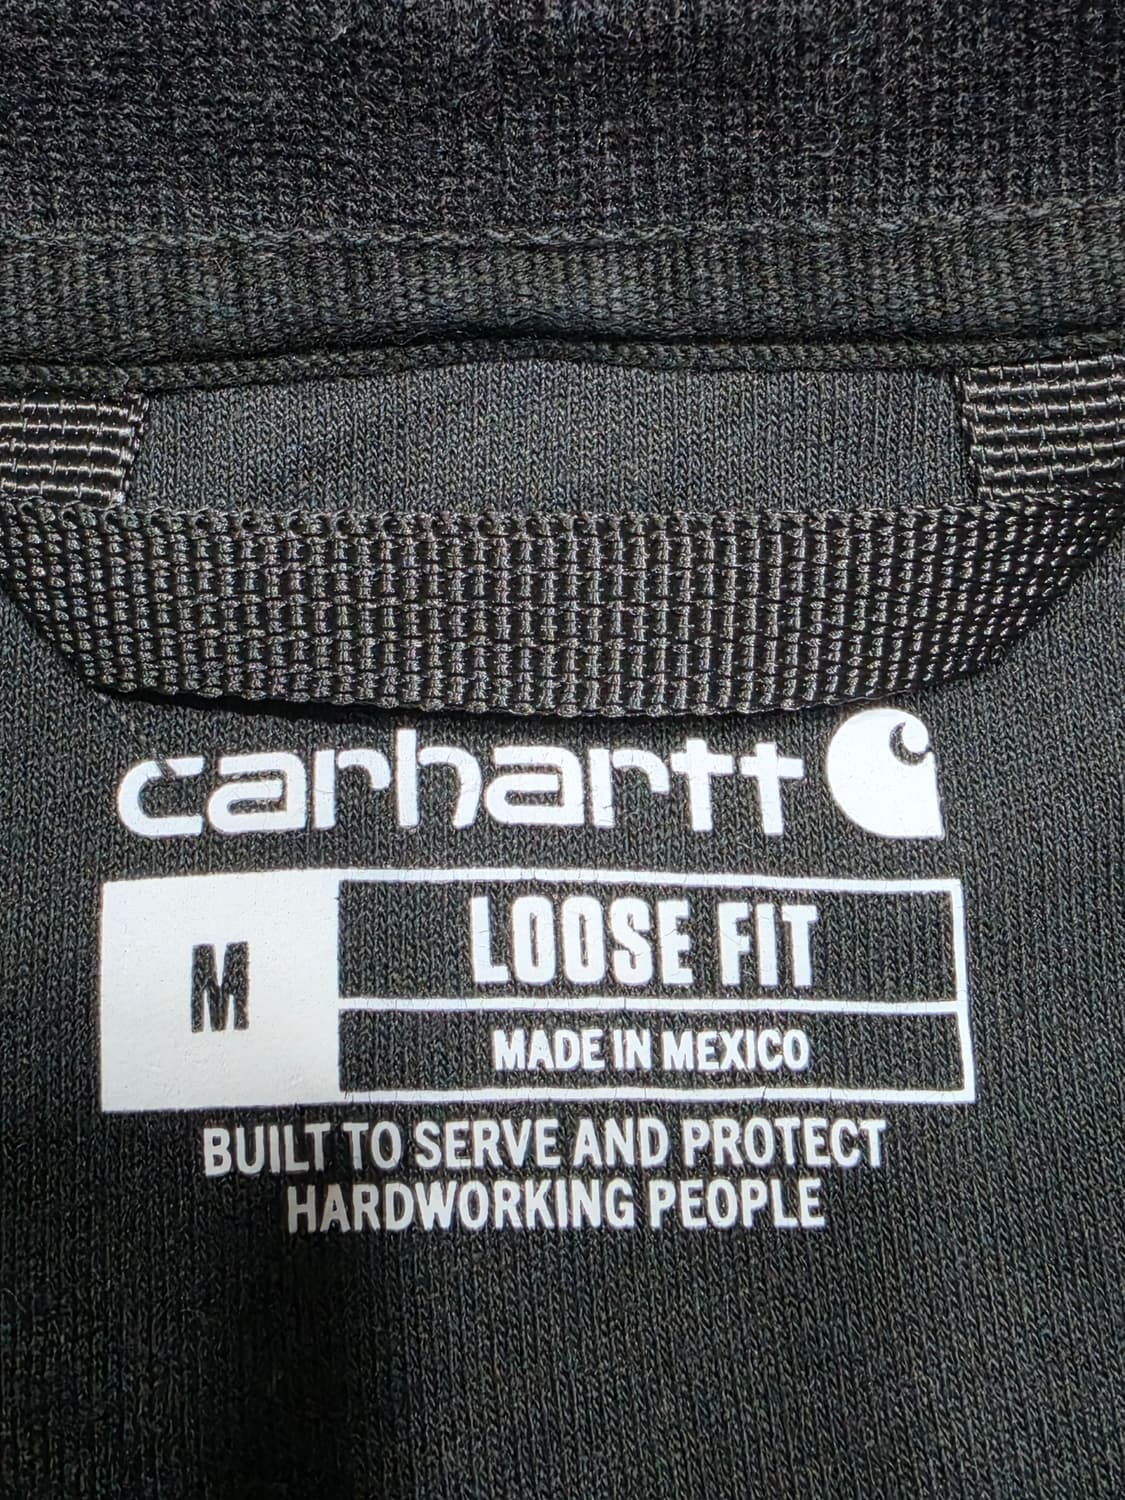 carhartt
M
LOOSE FIT
MADE IN MEXICO
BUILT TO SERVE AND PROTECT
HARDWORKING PEOPLE